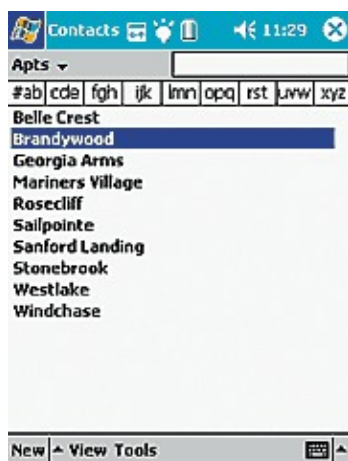 Contacts 11:29
Apts
#ab cde fgh ijk lmn opq rst uvw xyz
Belle Crest
Brandywood
Georgia Arms
Mariners Village
Rosecliff
Sailpointe
Sanford Landing
Stonebrook
Westlake
Windchase
New View Tools